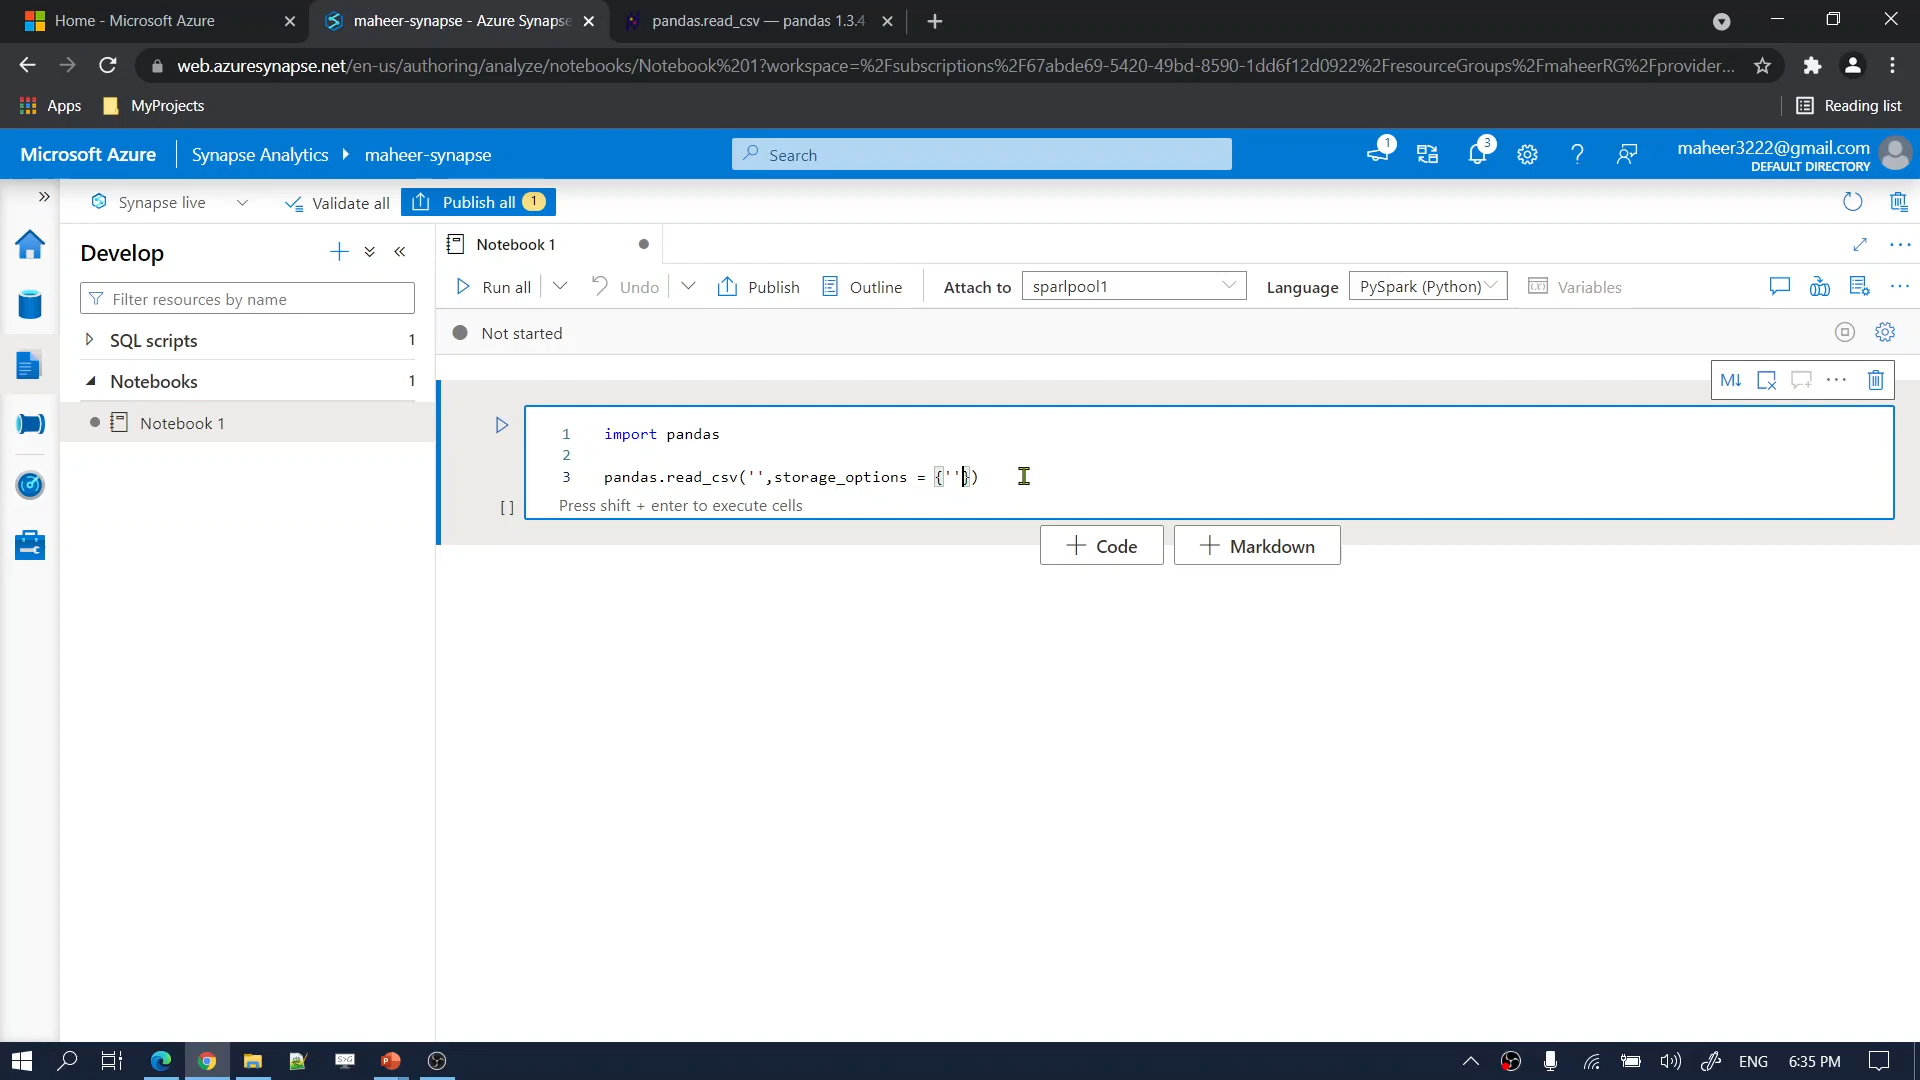 Home - Microsoft Azure
maheer-synapse - Azure Synapse
pandas.read_csv — pandas 1.3.4
web.azuresynapse.net/en-us/authoring/analyze/notebooks/Notebook%201?workspace=%2Fsubscriptions%2F67abde69-5420-49bd-8590-1dd6f12d0922%2FresourceGroups%2FmaheerRG%2Fprovider...
Apps
MyProjects
Reading list
Microsoft Azure
Synapse Analytics
maheer-synapse
Search
1
3
maheer3222@gmail.com
DEFAULT DIRECTORY
Synapse live
Validate all
Publish all 1
Develop
Notebook 1
Run all
Undo
Publish
Outline
Attach to
sparlpool1
Language
PySpark (Python)
Variables
Filter resources by name
SQL scripts 1
Not started
Notebooks 1
Notebook 1
M↓
1 import pandas
2
3 pandas.read_csv('',storage_options = {''})
[ ]
Press shift + enter to execute cells
Code
Markdown
ENG
6:35 PM